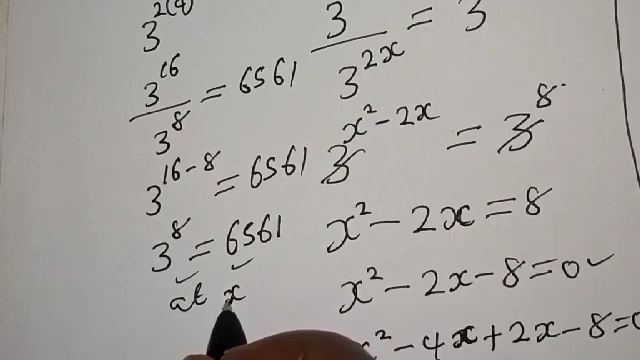 3^2(4)
3^16 / 3^8 = 6561
3^16-8 = 6561
3^8 = 6561
at x
3 / 3^2x = 3
3^x²-2x = 3^8
x² - 2x = 8
x² - 2x - 8 = 0
x² - 4x + 2x - 8 = 0